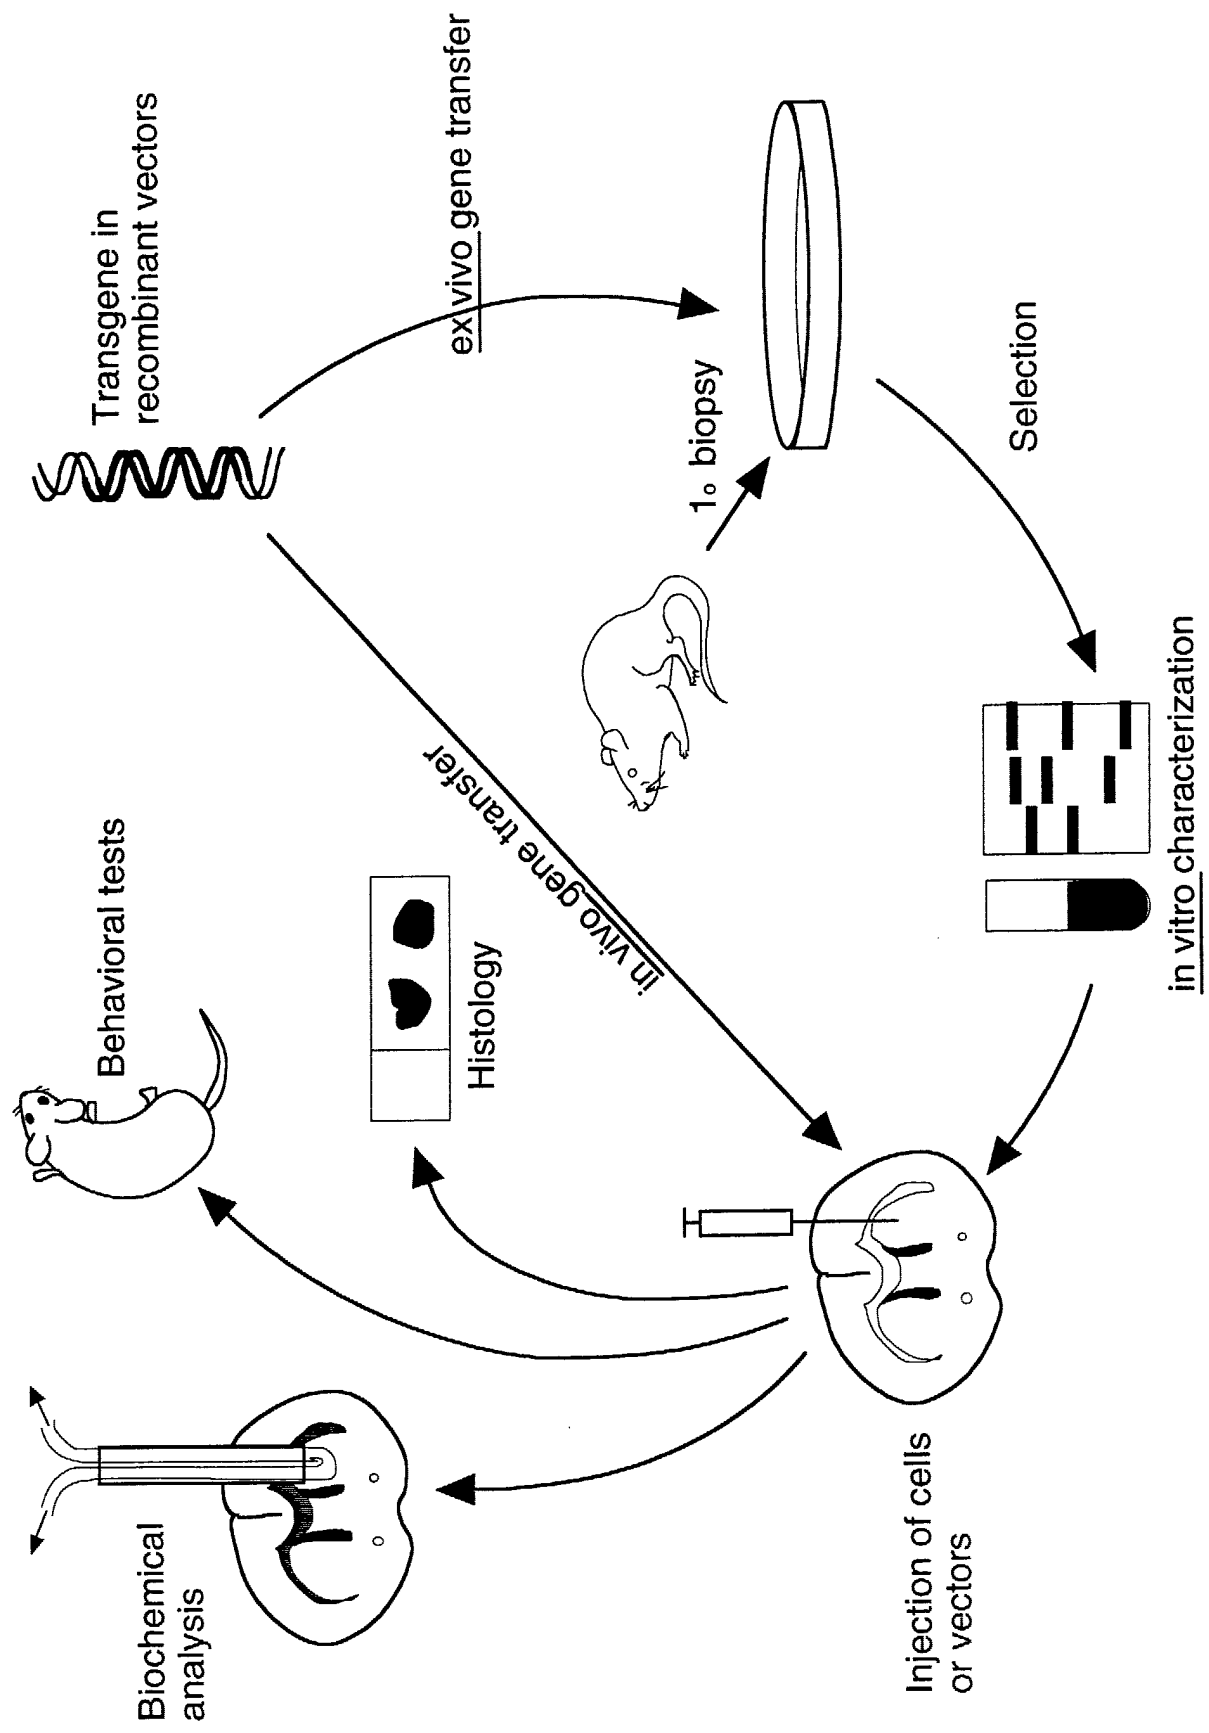 Biochemical
analysis
Behavioral tests
Transgene in
recombinant vectors
Histology
ex vivo gene transfer
in vivo gene transfer
1o biopsy
Injection of cells
or vectors
Selection
in vitro characterization